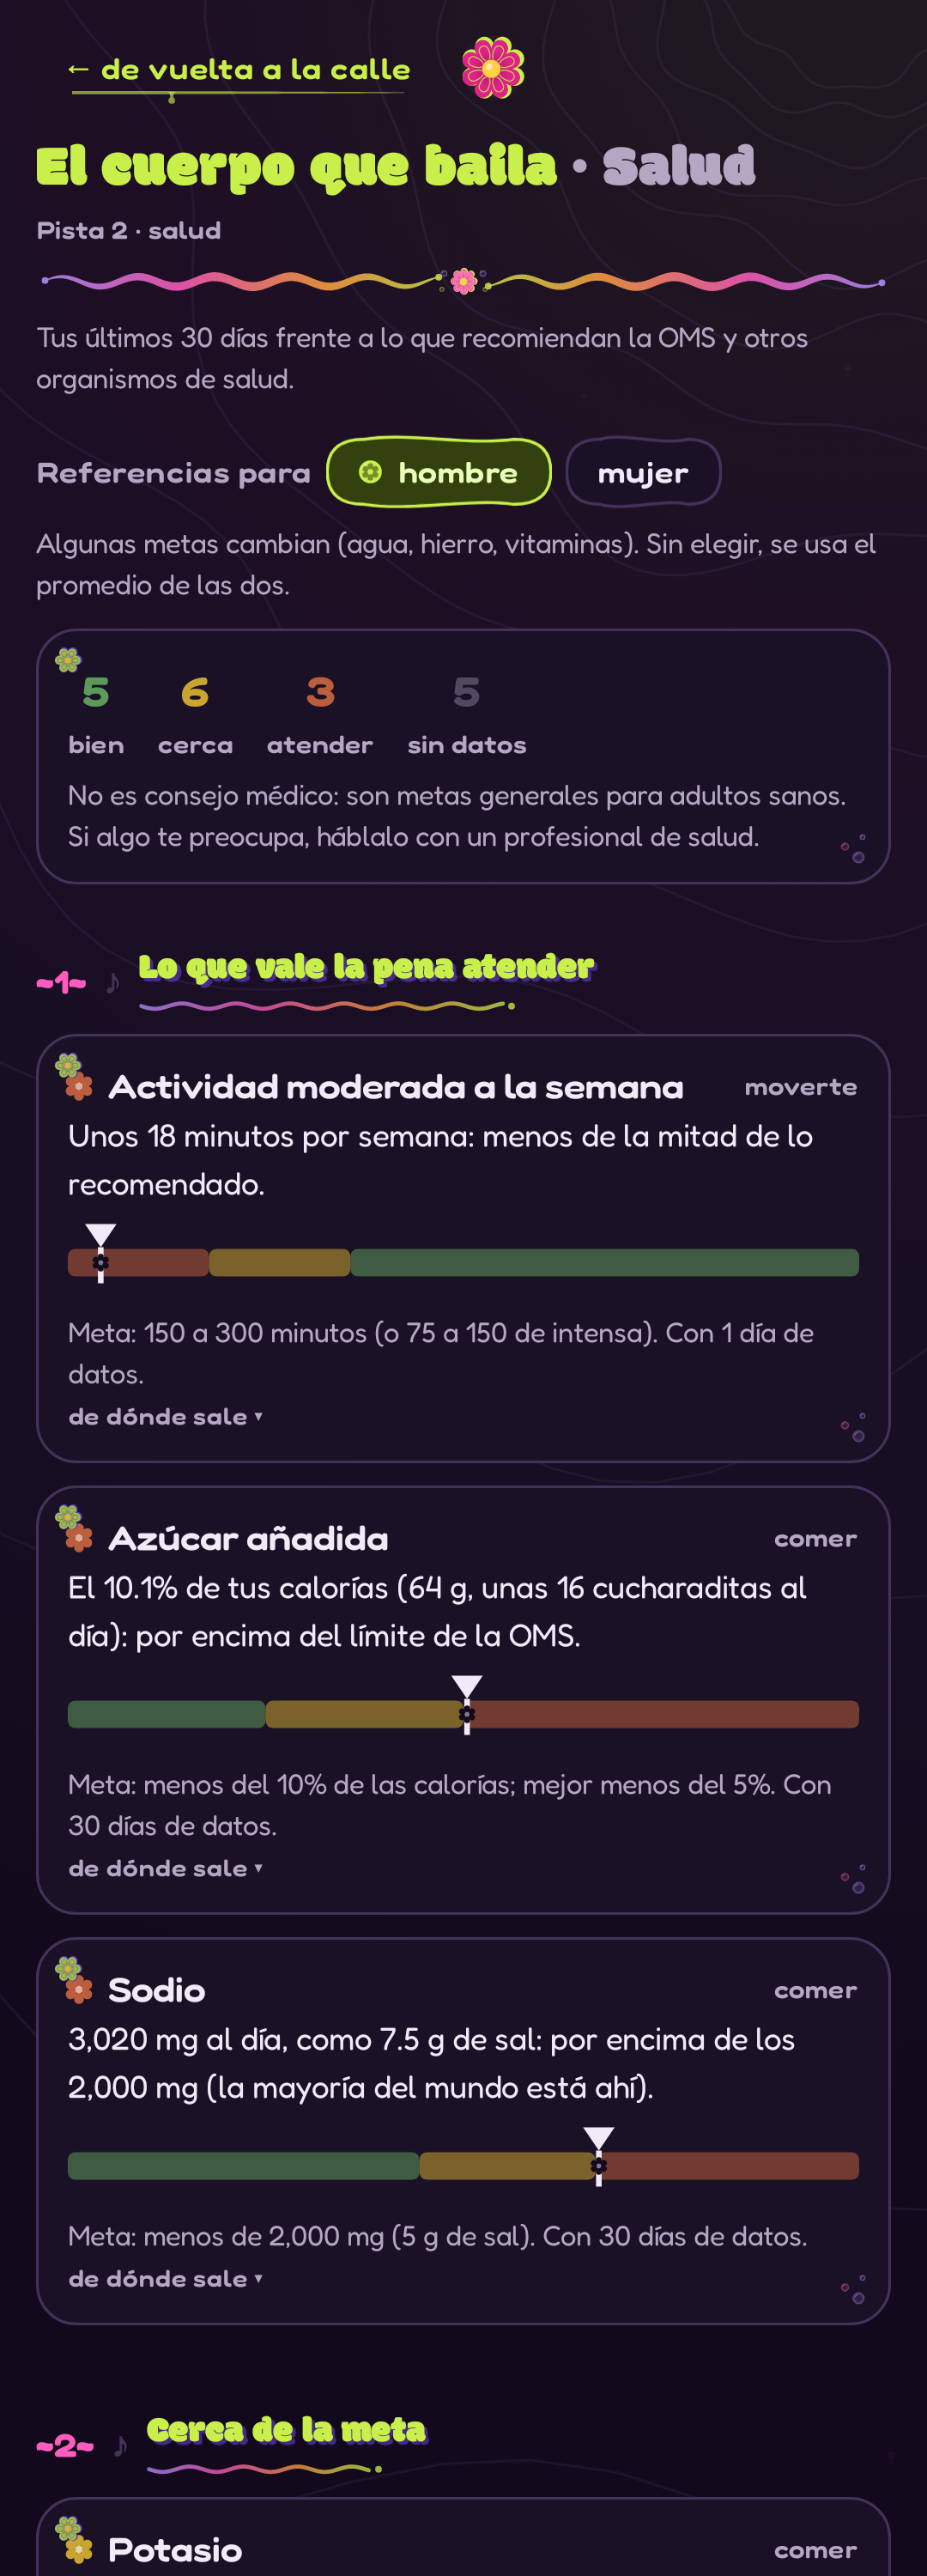 ← de vuelta a la calle
El cuerpo que baila · Salud
Pista 2 · salud
Tus últimos 30 días frente a lo que recomiendan la OMS y otros
organismos de salud.
Referencias para hombre mujer
Algunas metas cambian (agua, hierro, vitaminas). Sin elegir, se usa el
promedio de las dos.
5 6 3 5
bien cerca atender sin datos
No es consejo médico: son metas generales para adultos sanos.
Si algo te preocupa, háblalo con un profesional de salud.
~1~ ♪ Lo que vale la pena atender
Actividad moderada a la semana moverte
Unos 18 minutos por semana: menos de la mitad de lo
recomendado.
Meta: 150 a 300 minutos (o 75 a 150 de intensa). Con 1 día de
datos.
de dónde sale ▾
Azúcar añadida comer
El 10.1% de tus calorías (64 g, unas 16 cucharaditas al
día): por encima del límite de la OMS.
Meta: menos del 10% de las calorías; mejor menos del 5%. Con
30 días de datos.
de dónde sale ▾
Sodio comer
3,020 mg al día, como 7.5 g de sal: por encima de los
2,000 mg (la mayoría del mundo está ahí).
Meta: menos de 2,000 mg (5 g de sal). Con 30 días de datos.
de dónde sale ▾
~2~ ♪ Cerca de la meta
Potasio comer